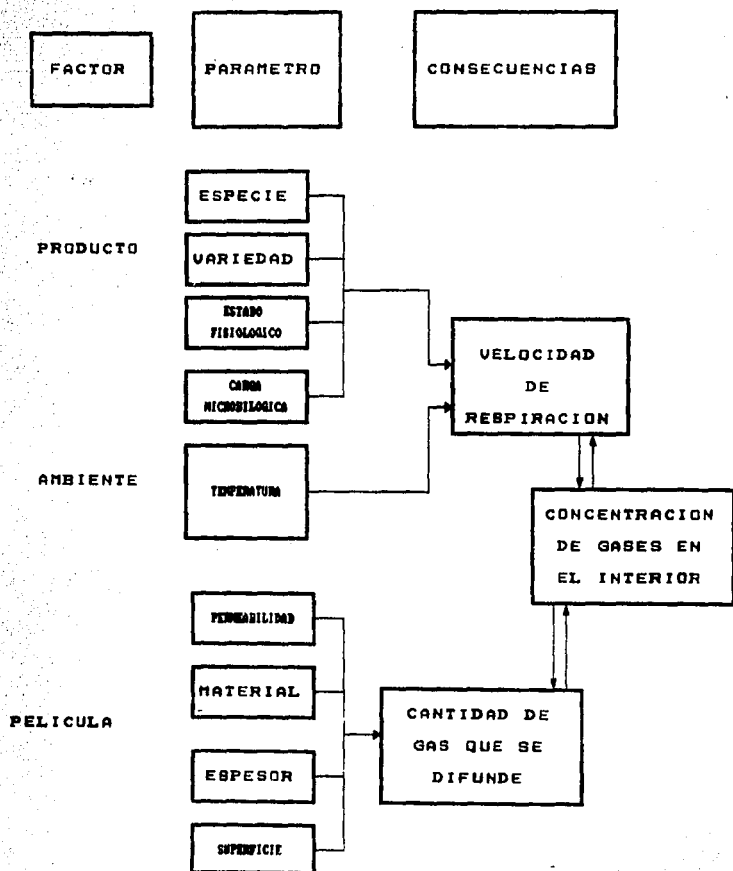 FACTOR
PARAMETRO
CONSECUENCIAS
PRODUCTO
ESPECIE
VARIEDAD
ESTADO
FISIOLOGICO
CARGA
MICROBILOGICA
VELOCIDAD
DE
RESPIRACION
AMBIENTE
TEMPERATURA
CONCENTRACION
DE GASES EN
EL INTERIOR
PELICULA
PERMEABILIDAD
MATERIAL
ESPESOR
SUPERFICIE
CANTIDAD DE
GAS QUE SE
DIFUNDE